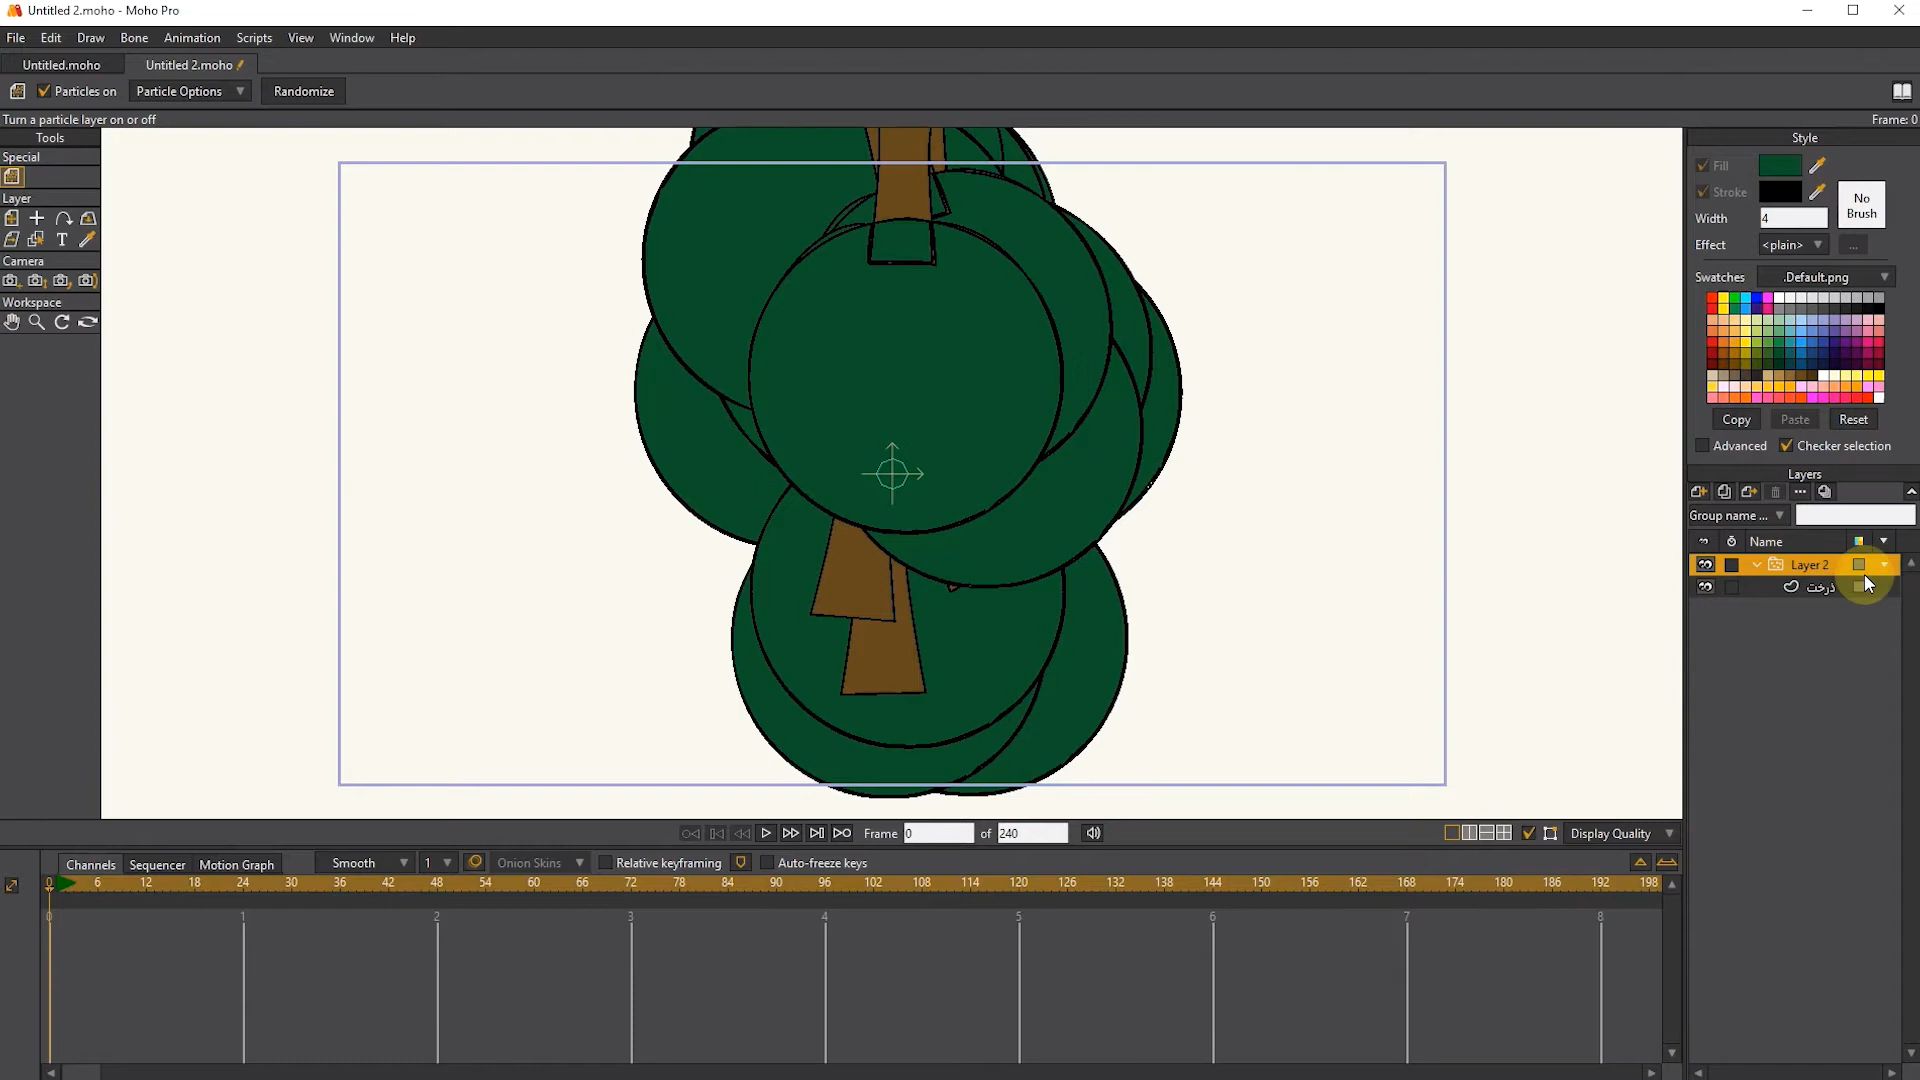 Untitled 2.moho - Moho Pro
File Edit Draw Bone Animation Scripts View Window Help
Untitled.moho Untitled 2.moho
Particles on Particle Options Randomize
Turn a particle layer on or off Frame: 0
Tools
Special
Layer
T
Camera
Workspace
Style
Fill
Stroke
No Brush
Width 4
Effect <plain> ...
Swatches .Default.png
Copy Paste Reset
Advanced Checker selection
Layers
Group name ...
Name
Layer 2
درخت
Frame 0 of 240 Display Quality
Channels Sequencer Motion Graph Smooth 1 Onion Skins Relative keyframing Auto-freeze keys
0 6 12 18 24 30 36 42 48 54 60 66 72 78 84 90 96 102 108 114 120 126 132 138 144 150 156 162 168 174 180 186 192 198
0 1 2 3 4 5 6 7 8